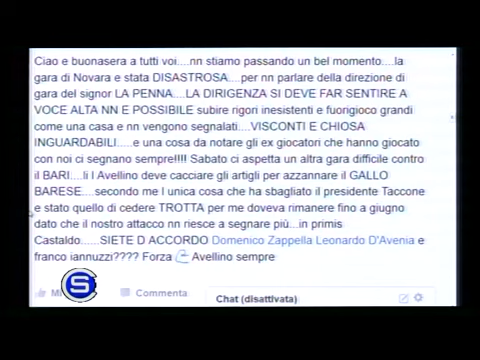 Ciao e buonasera a tutti voi....nn stiamo passando un bel momento....la
gara di Novara e stata DISASTROSA....per nn parlare della direzione di
gara del signor LA PENNA....LA DIRIGENZA SI DEVE FAR SENTIRE A
VOCE ALTA NN E POSSIBILE subire rigori inesistenti e fuorigioco grandi
come una casa e nn vengono segnalati....VISCONTI E CHIOSA
INGUARDABILI.....e una cosa da notare gli ex giocatori che hanno giocato
con noi ci segnano sempre!!!! Sabato ci aspetta un altra gara difficile contro
il BARI....li l Avellino deve cacciare gli artigli per azzannare il GALLO
BARESE....secondo me l unica cosa che ha sbagliato il presidente Taccone
e stato quello di cedere TROTTA per me doveva rimanere fino a giugno
dato che il nostro attacco nn riesce a segnare più...in primis
Castaldo......SIETE D ACCORDO Domenico Zappella Leonardo D'Avenia e
franco iannuzzi???? Forza Avellino sempre
S
Commenta
Chat (disattivata)